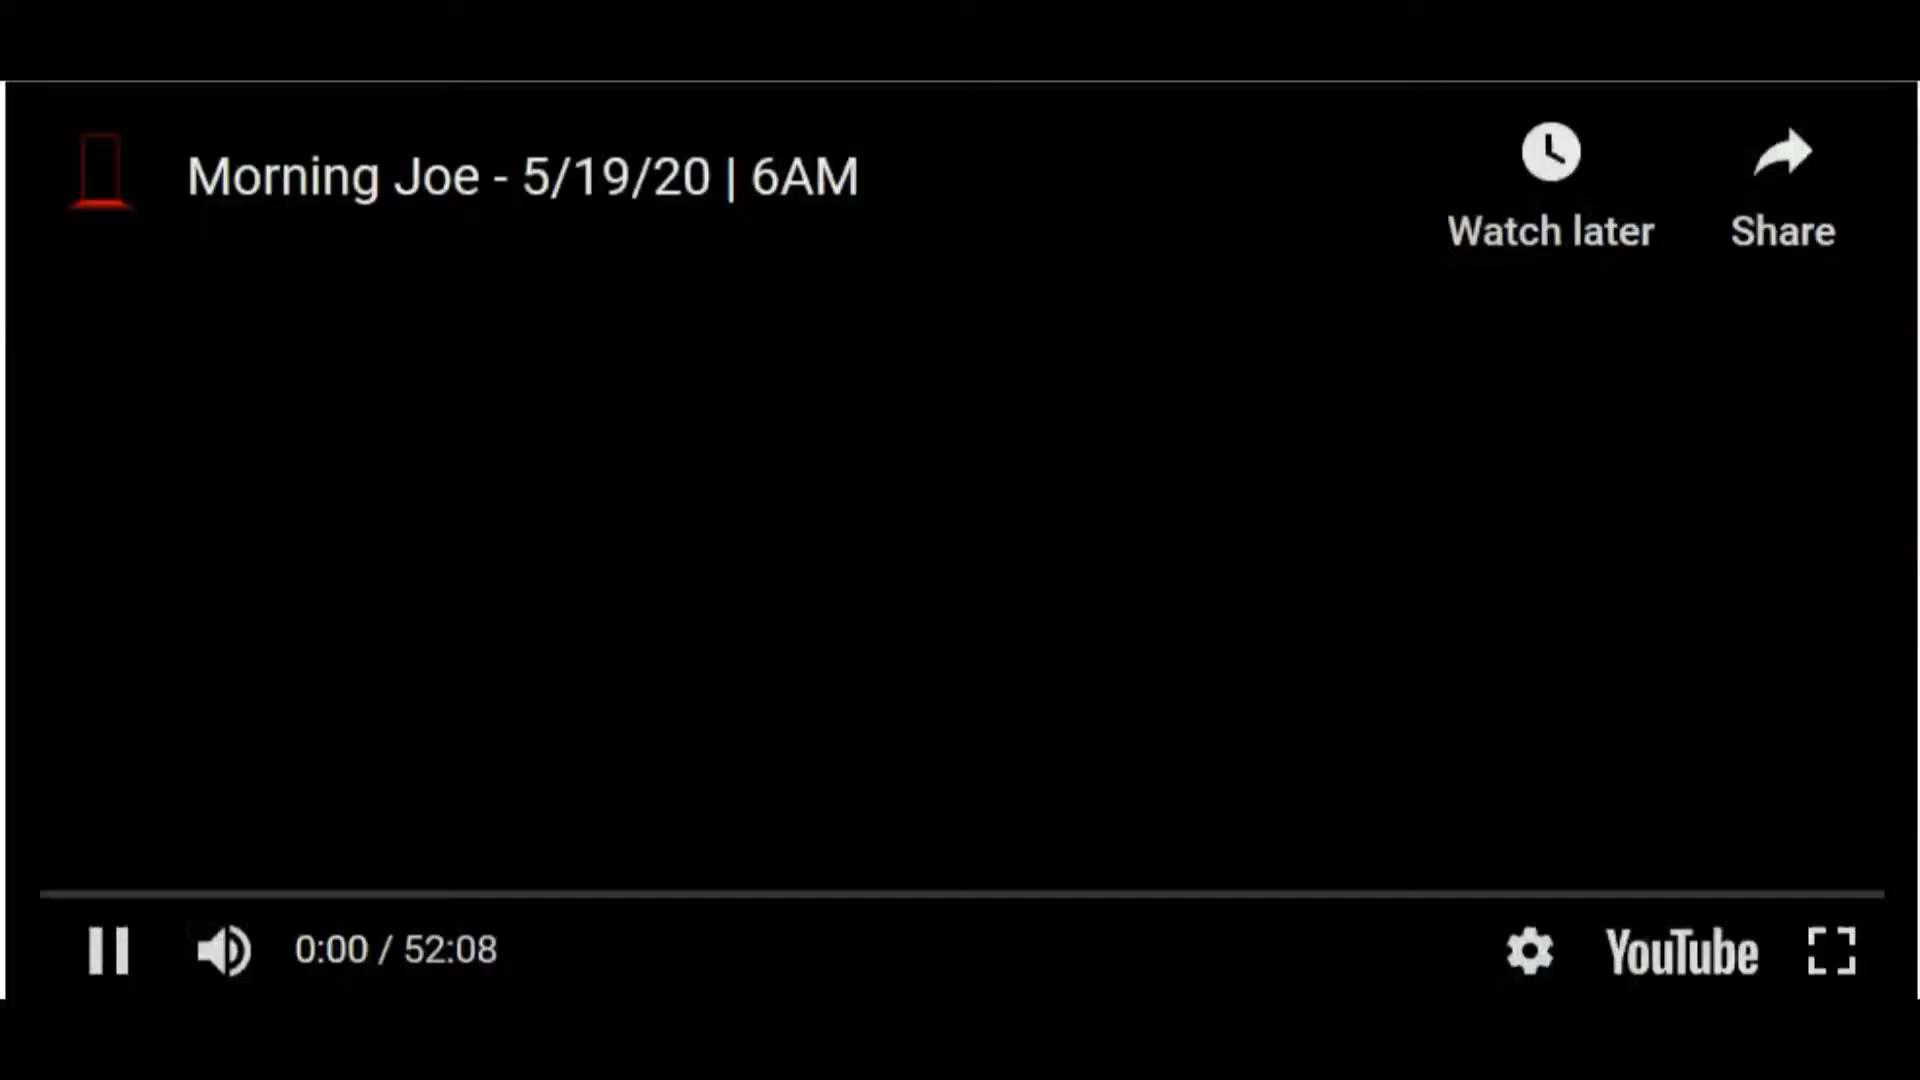 Morning Joe - 5/19/20 | 6AM
Watch later
Share
0:00 / 52:08
YouTube